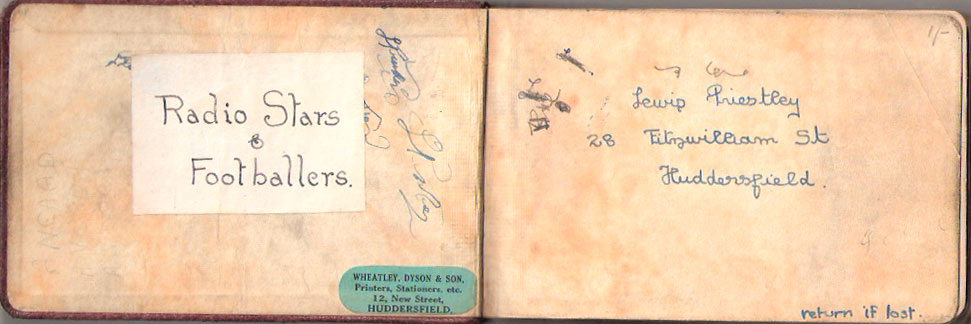 Radio Stars
&
Footballers.
WHEATLEY, DYSON & SON,
Printers, Stationers, etc.
12, New Street,
HUDDERSFIELD.
1/-
Lewis Priestley
28 Fitzwilliam St
Huddersfield.
return if lost.